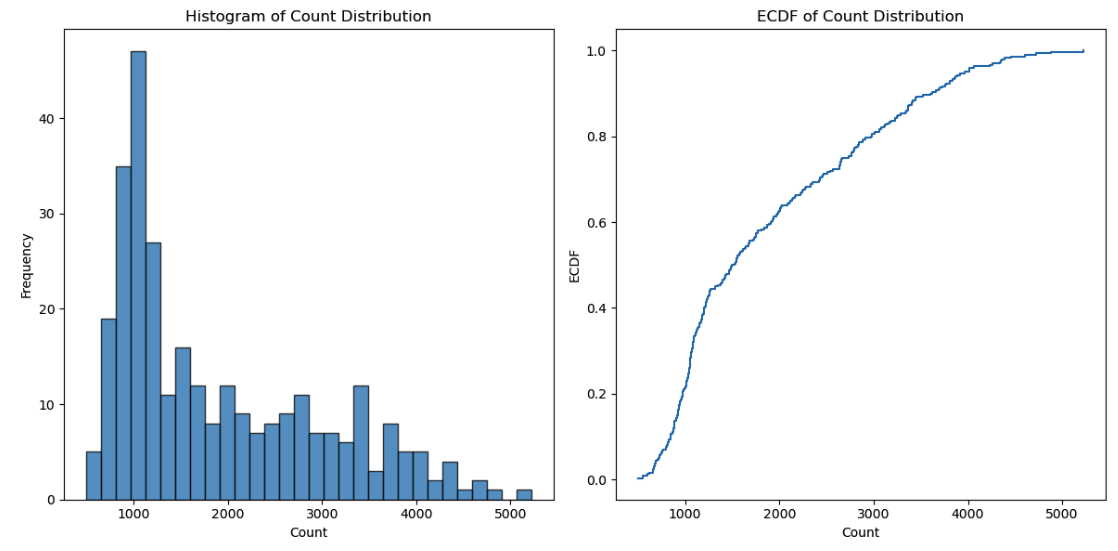 Histogram of Count Distribution
Frequency
40
30
20
10
0
1000 2000 3000 4000 5000
Count
ECDF of Count Distribution
ECDF
1.0
0.8
0.6
0.4
0.2
0.0
1000 2000 3000 4000 5000
Count